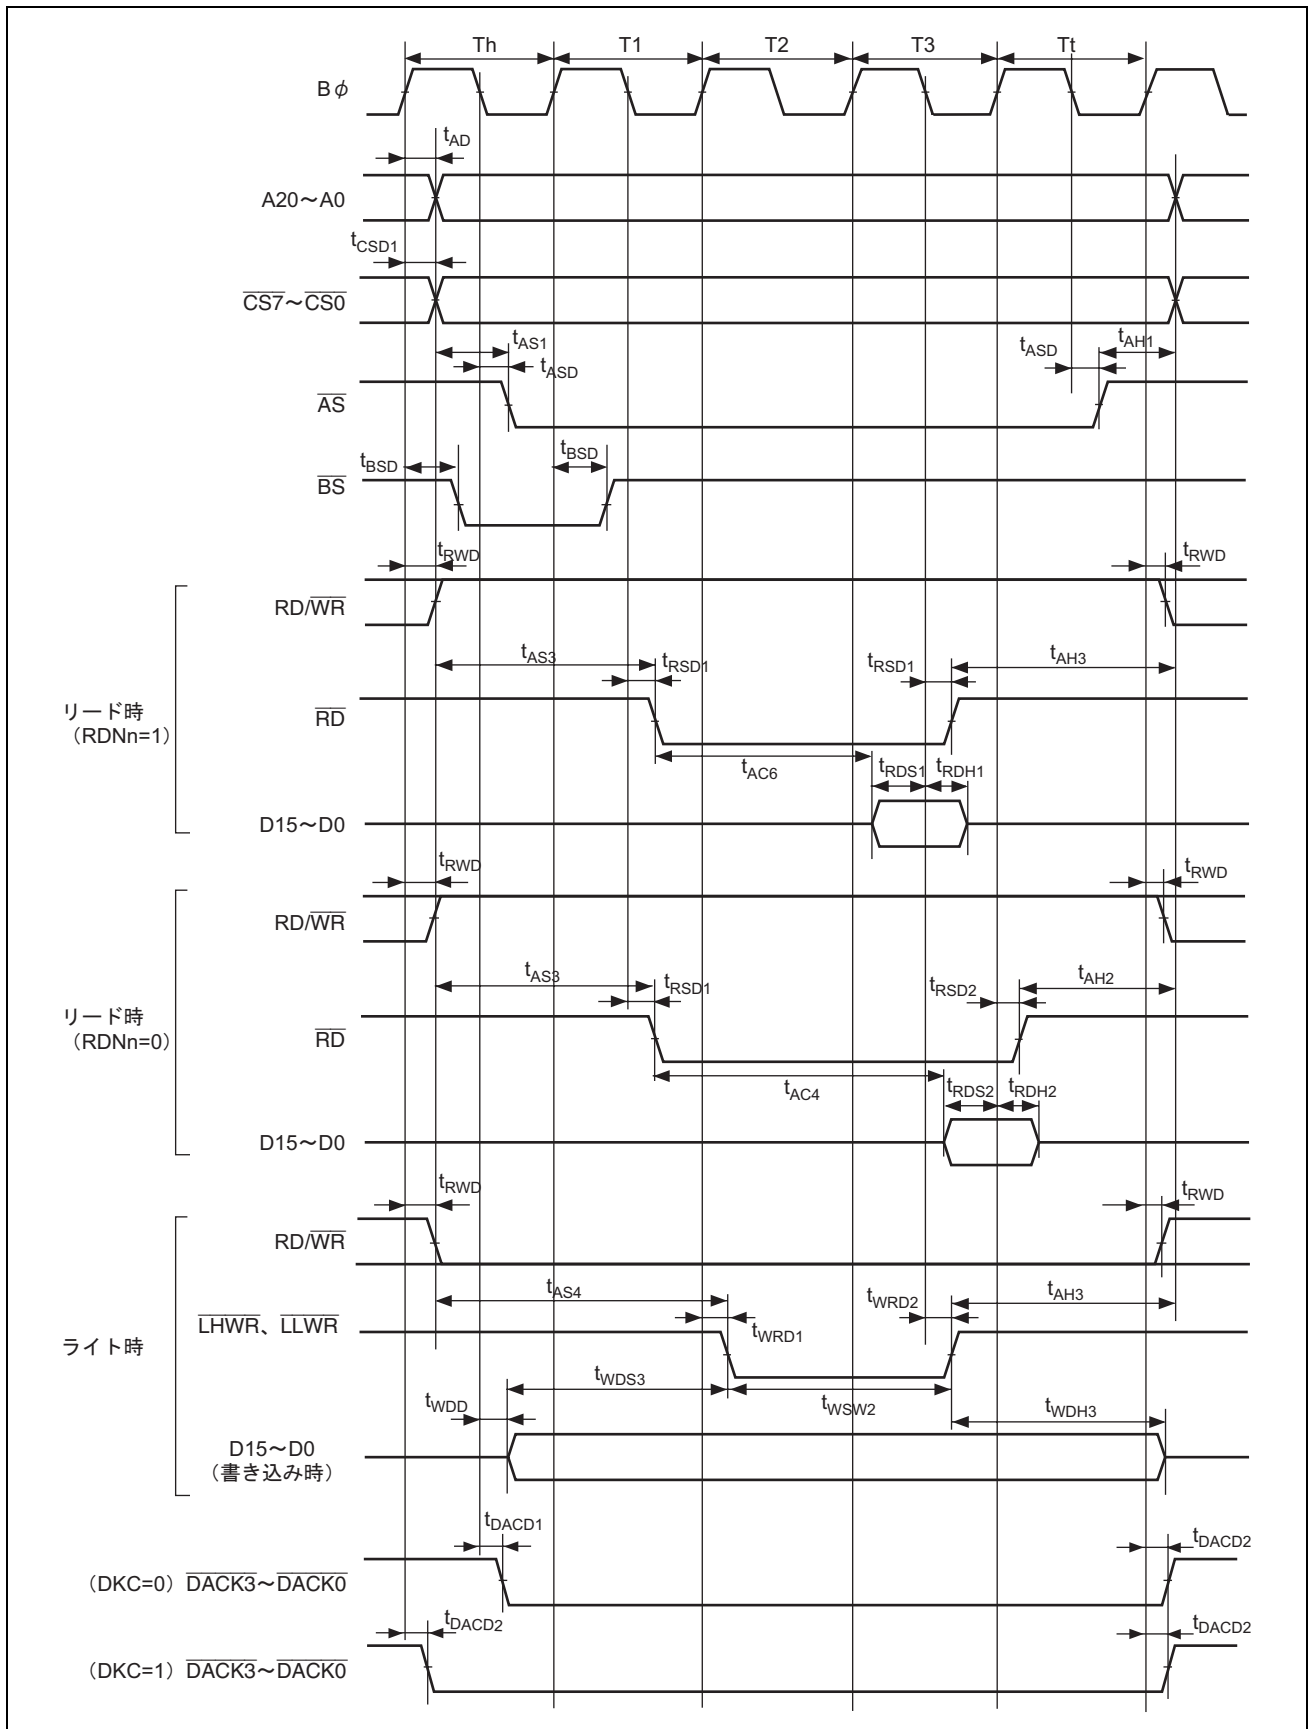 Th T1 T2 T3 Tt
Bφ
tAD
A20～A0
tCSD1
CS7～CS0
tAS1 tASD tASD tAH1
AS
tBSD tBSD
BS
tRWD tRWD
RD/WR
tAS3 tRSD1 tRSD1 tAH3
リード時
（RDNn=1）
RD
tAC6 tRDS1 tRDH1
D15～D0
tRWD tRWD
RD/WR
tAS3 tRSD1 tRSD2 tAH2
リード時
（RDNn=0）
RD
tAC4 tRDS2 tRDH2
D15～D0
tRWD tRWD
RD/WR
tAS4 tWRD2 tAH3
LHWR、LLWR
tWRD1
ライト時
tWDS3 tWSW2
tWDD tWDH3
D15～D0
（書き込み時）
tDACD1 tDACD2
（DKC=0）DACK3～DACK0
tDACD2 tDACD2
（DKC=1）DACK3～DACK0